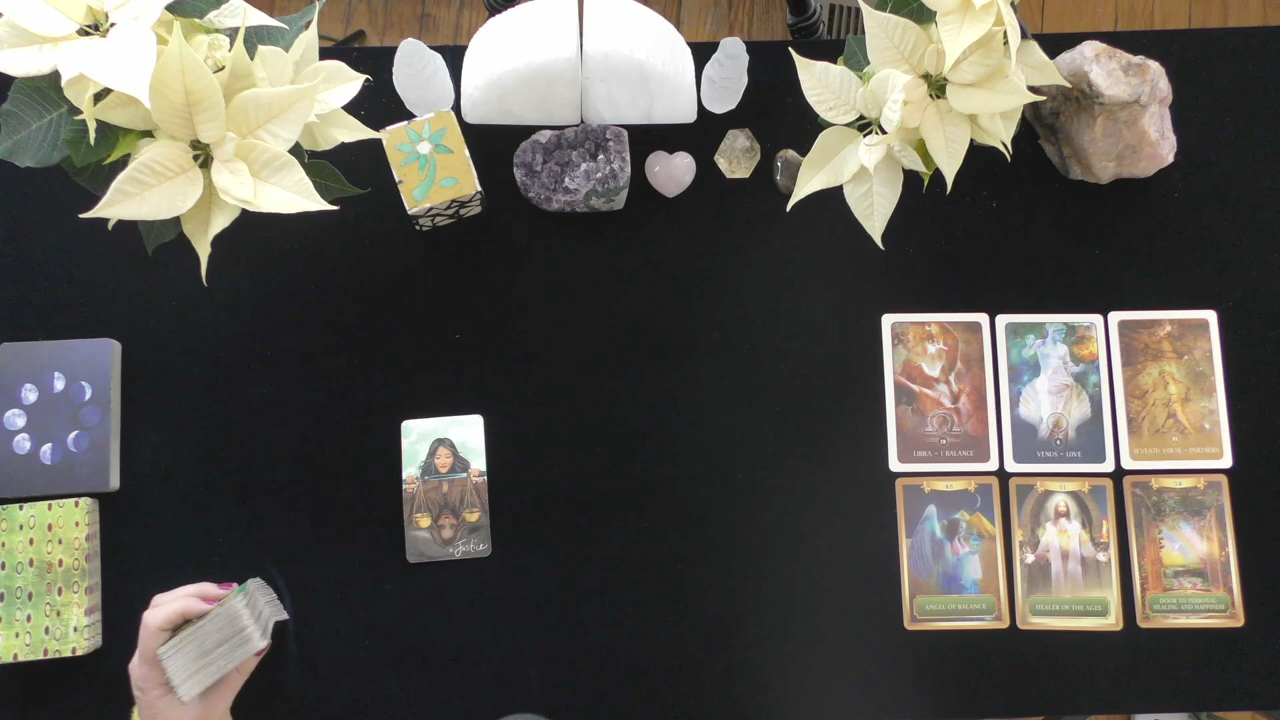 LIBRA ~ I BALANCE
VENUS ~ LOVE
SEVENTH HOUSE ~ PARTNERS
Justice
ANGEL OF BALANCE
HEALER OF THE AGES
DOOR TO PERSONAL
HEALING AND HAPPINESS